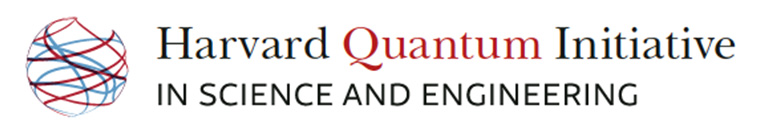 Harvard Quantum Initiative
IN SCIENCE AND ENGINEERING